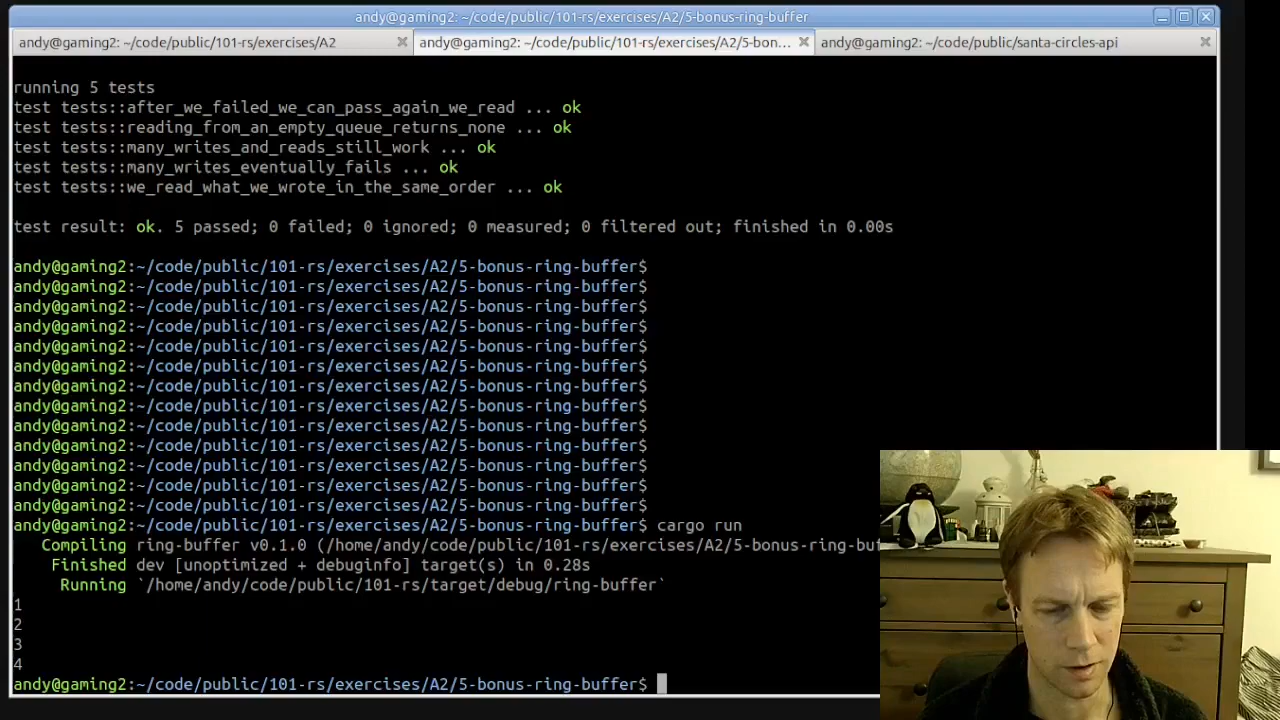 andy@gaming2: ~/code/public/101-rs/exercises/A2/5-bonus-ring-buffer
andy@gaming2: ~/code/public/101-rs/exercises/A2
andy@gaming2: ~/code/public/101-rs/exercises/A2/5-bon...
andy@gaming2: ~/code/public/santa-circles-api
running 5 tests
test tests::after_we_failed_we_can_pass_again_we_read ... ok
test tests::reading_from_an_empty_queue_returns_none ... ok
test tests::many_writes_and_reads_still_work ... ok
test tests::many_writes_eventually_fails ... ok
test tests::we_read_what_we_wrote_in_the_same_order ... ok
test result: ok. 5 passed; 0 failed; 0 ignored; 0 measured; 0 filtered out; finished in 0.00s
andy@gaming2:~/code/public/101-rs/exercises/A2/5-bonus-ring-buffer$
andy@gaming2:~/code/public/101-rs/exercises/A2/5-bonus-ring-buffer$
andy@gaming2:~/code/public/101-rs/exercises/A2/5-bonus-ring-buffer$
andy@gaming2:~/code/public/101-rs/exercises/A2/5-bonus-ring-buffer$
andy@gaming2:~/code/public/101-rs/exercises/A2/5-bonus-ring-buffer$
andy@gaming2:~/code/public/101-rs/exercises/A2/5-bonus-ring-buffer$
andy@gaming2:~/code/public/101-rs/exercises/A2/5-bonus-ring-buffer$
andy@gaming2:~/code/public/101-rs/exercises/A2/5-bonus-ring-buffer$
andy@gaming2:~/code/public/101-rs/exercises/A2/5-bonus-ring-buffer$
andy@gaming2:~/code/public/101-rs/exercises/A2/5-bonus-ring-buffer$
andy@gaming2:~/code/public/101-rs/exercises/A2/5-bonus-ring-buffer$
andy@gaming2:~/code/public/101-rs/exercises/A2/5-bonus-ring-buffer$
andy@gaming2:~/code/public/101-rs/exercises/A2/5-bonus-ring-buffer$
andy@gaming2:~/code/public/101-rs/exercises/A2/5-bonus-ring-buffer$ cargo run
Compiling ring-buffer v0.1.0 (/home/andy/code/public/101-rs/exercises/A2/5-bonus-ring-buf
Finished dev [unoptimized + debuginfo] target(s) in 0.28s
Running `/home/andy/code/public/101-rs/target/debug/ring-buffer`
1
2
3
4
andy@gaming2:~/code/public/101-rs/exercises/A2/5-bonus-ring-buffer$